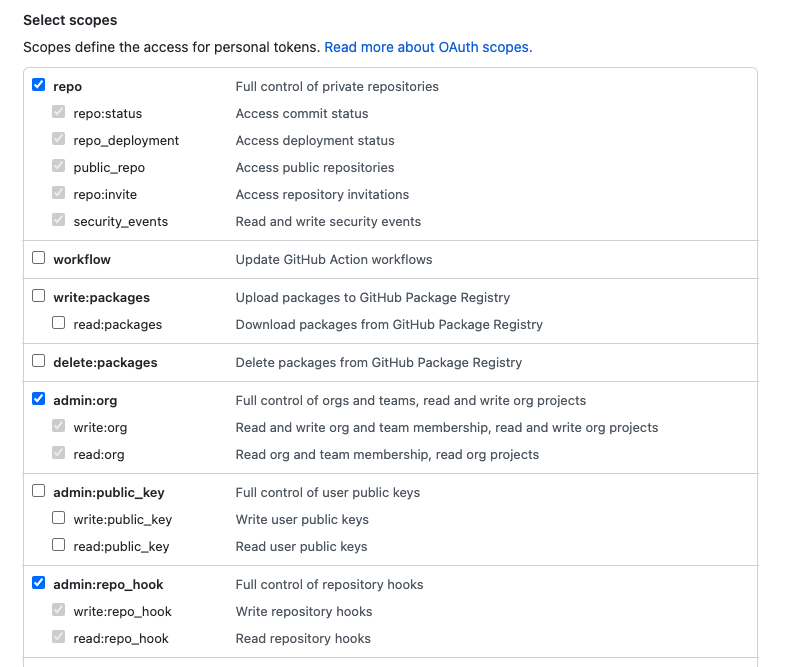 Select scopes
Scopes define the access for personal tokens. Read more about OAuth scopes.
repo Full control of private repositories
repo:status Access commit status
repo_deployment Access deployment status
public_repo Access public repositories
repo:invite Access repository invitations
security_events Read and write security events
workflow Update GitHub Action workflows
write:packages Upload packages to GitHub Package Registry
read:packages Download packages from GitHub Package Registry
delete:packages Delete packages from GitHub Package Registry
admin:org Full control of orgs and teams, read and write org projects
write:org Read and write org and team membership, read and write org projects
read:org Read org and team membership, read org projects
admin:public_key Full control of user public keys
write:public_key Write user public keys
read:public_key Read user public keys
admin:repo_hook Full control of repository hooks
write:repo_hook Write repository hooks
read:repo_hook Read repository hooks